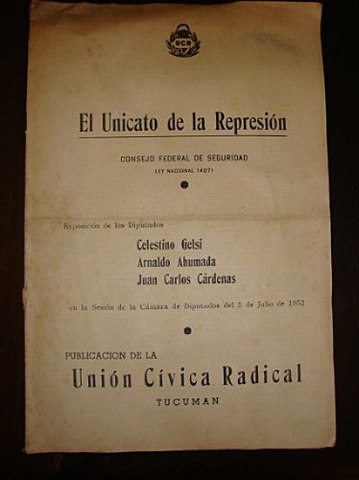 UCR
El Unicato de la Represión
CONSEJO FEDERAL DE SEGURIDAD
LEY NACIONAL 14071
Exposición de los Diputados
Celestino Gelsi
Arnaldo Ahumada
Juan Carlos Cárdenas
en la Sesión de la Cámara de Diputados del 5 de Julio de 1952
PUBLICACION DE LA
Unión Cívica Radical
TUCUMAN